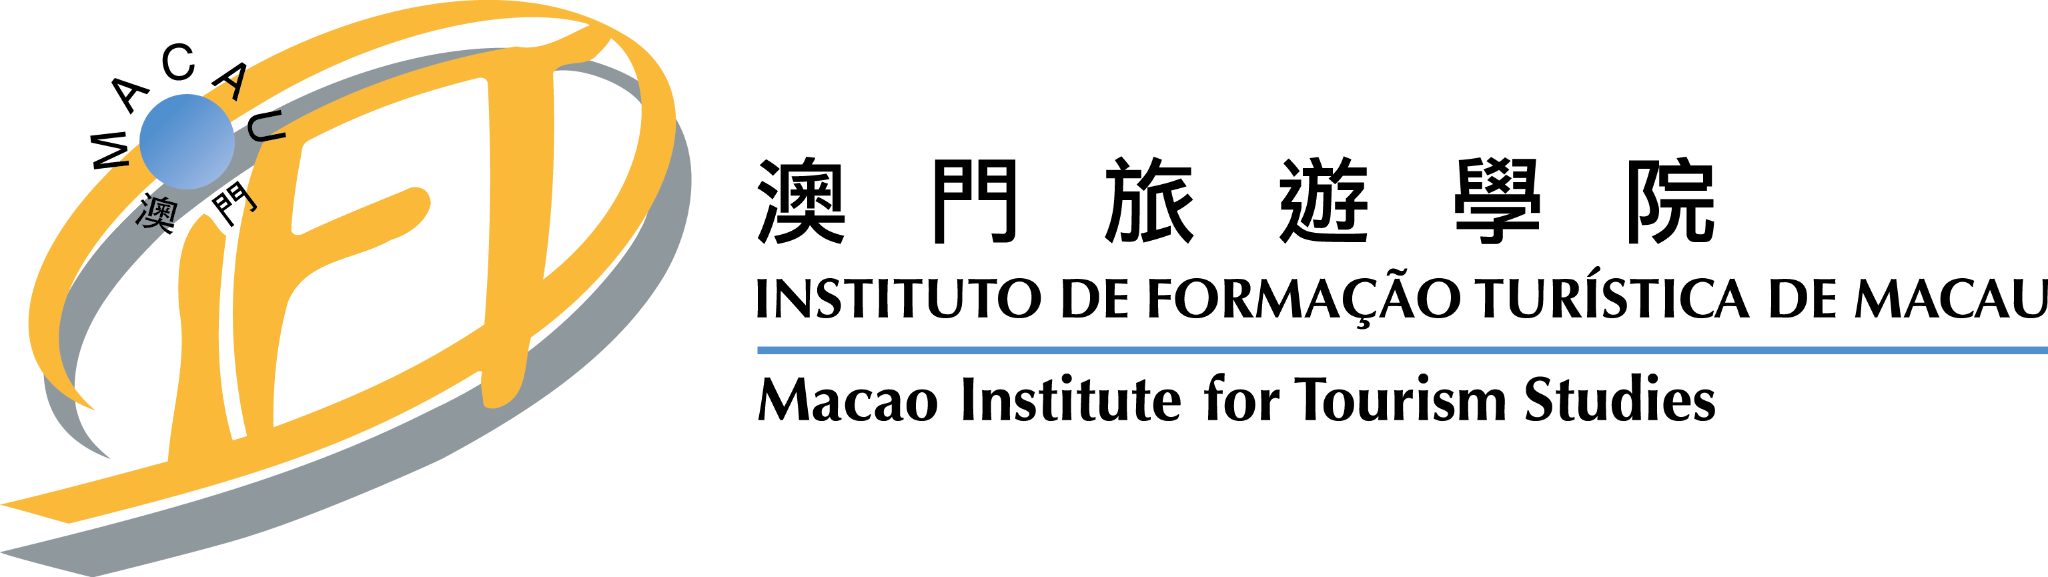 MACAU
澳門
IFT
澳門旅遊學院
INSTITUTO DE FORMAÇÃO TURÍSTICA DE MACAU
Macao Institute for Tourism Studies